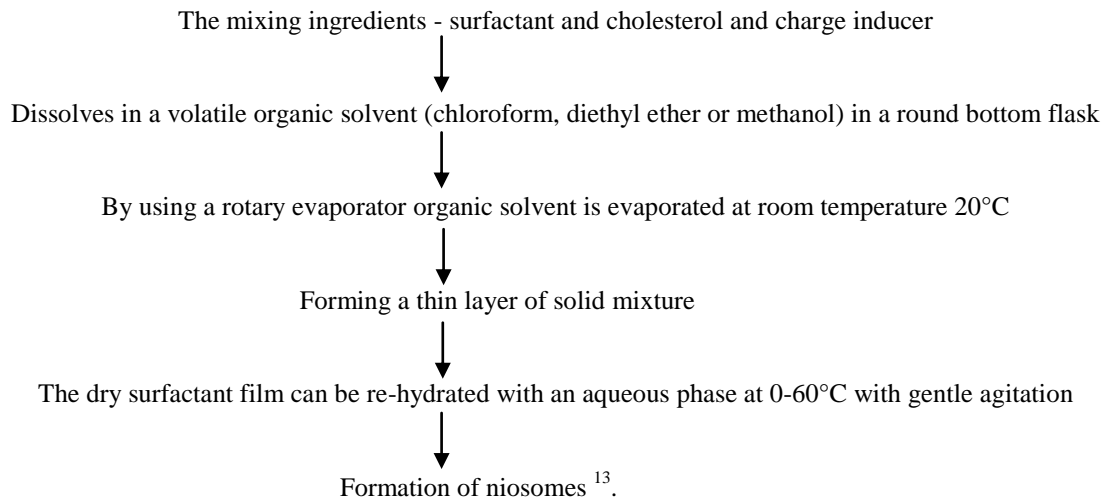 The mixing ingredients - surfactant and cholesterol and charge inducer
Dissolves in a volatile organic solvent (chloroform, diethyl ether or methanol) in a round bottom flask
By using a rotary evaporator organic solvent is evaporated at room temperature 20°C
Forming a thin layer of solid mixture
The dry surfactant film can be re-hydrated with an aqueous phase at 0-60°C with gentle agitation
Formation of niosomes 13.